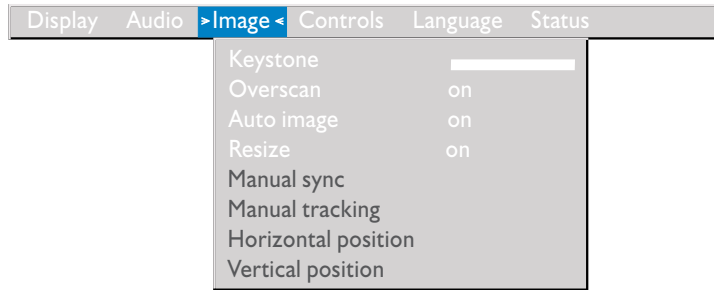 Display Audio >Image< Controls Language Status
Keystone
Overscan on
Auto image on
Resize on
Manual sync
Manual tracking
Horizontal position
Vertical position